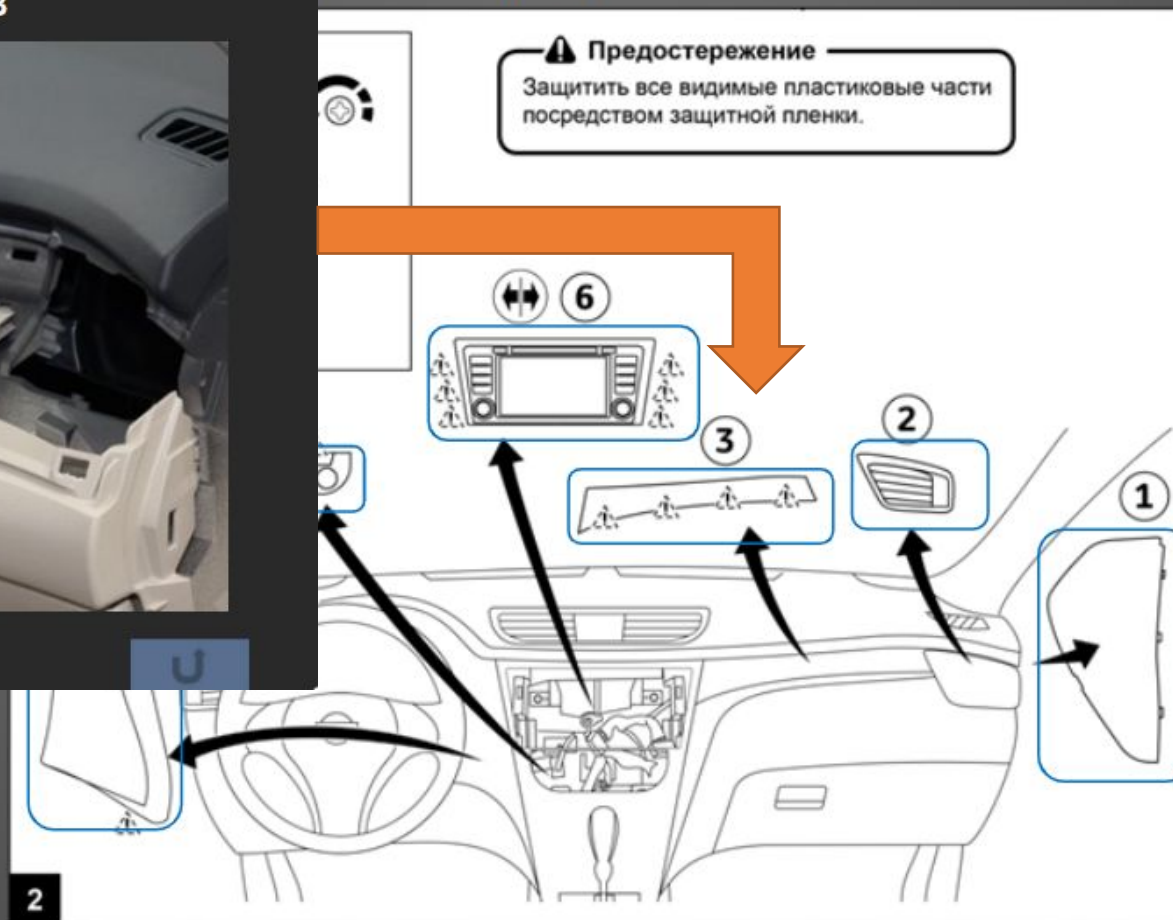 Предостережение
Защитить все видимые пластиковые части
посредством защитной пленки.
6
3
2
1
2